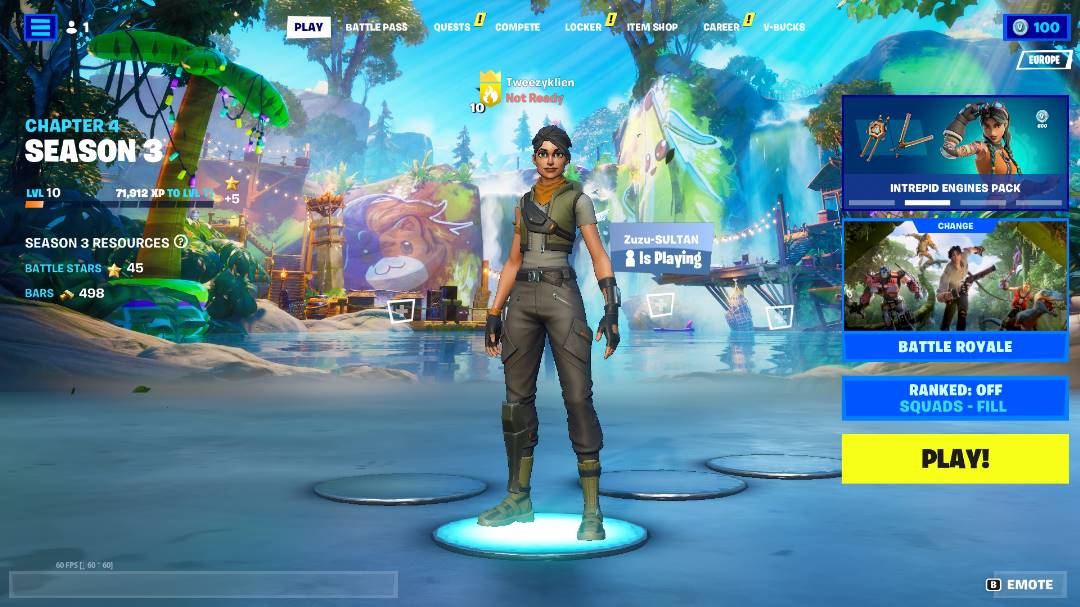 1
PLAY
BATTLE PASS
QUESTS
COMPETE
LOCKER
ITEM SHOP
CAREER
V-BUCKS
100
EUROPE
Tweezyklien
10
Not Ready
CHAPTER 4
SEASON 3
LVL 10
71,912 XP TO LVL 11
+5
SEASON 3 RESOURCES ?
BATTLE STARS 45
BARS 498
Zuzu-SULTAN
Is Playing
INTREPID ENGINES PACK
CHANGE
BATTLE ROYALE
RANKED: OFF
SQUADS - FILL
PLAY!
B EMOTE